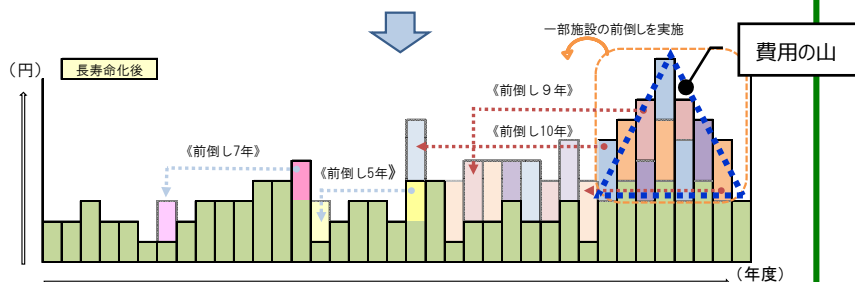 一部施設の前倒しを実施
費用の山
(円)
長寿命化後
《前倒し９年》
《前倒し10年》
《前倒し7年》
《前倒し5年》
(年度)